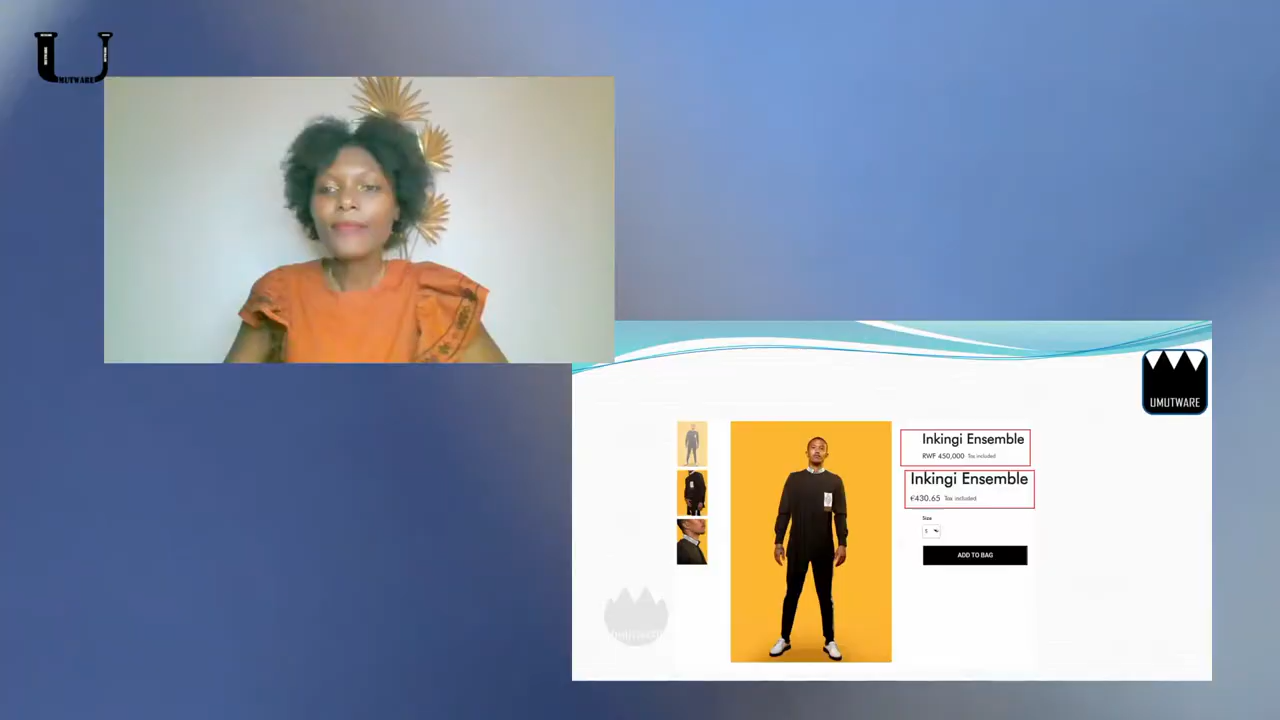 UMUTWARE
UMUTWARE
Inkingi Ensemble
RWF 450,000 Tax included
Inkingi Ensemble
€430.65 Tax included
Size
S
ADD TO BAG
UMUTWARE